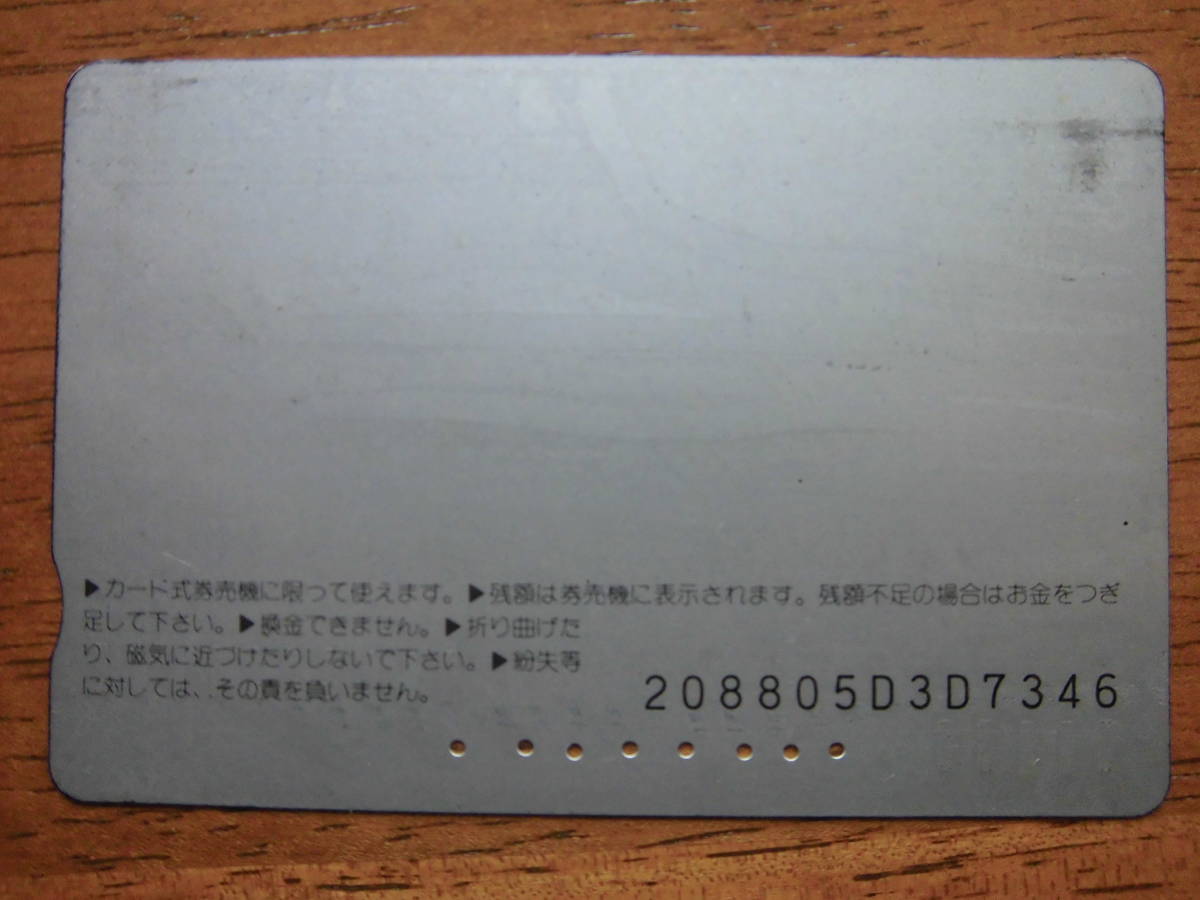 ▶カード式券売機に限って使えます。▶残額は券売機に表示されます。残額不足の場合はお金をつぎ
足して下さい。▶換金できません。▶折り曲げた
り、磁気に近づけたりしないで下さい。▶紛失等
に対しては、その責を負いません。
208805D3D7346